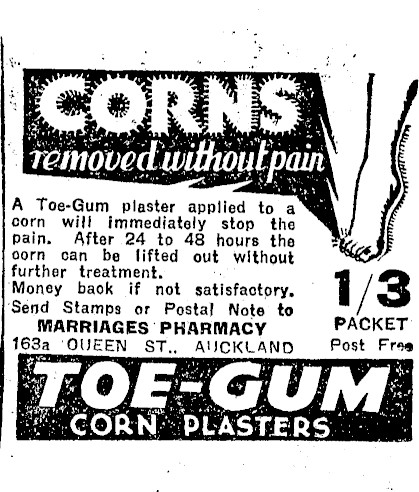 CORNS
removed without pain
A Toe-Gum plaster applied to a
corn will immediately stop the
pain. After 24 to 48 hours the
corn can be lifted out without
further treatment.
Money back if not satisfactory.
Send Stamps or Postal Note to
MARRIAGES PHARMACY
163a QUEEN ST., AUCKLAND
1/3
PACKET
Post Free
TOE-GUM
CORN PLASTERS